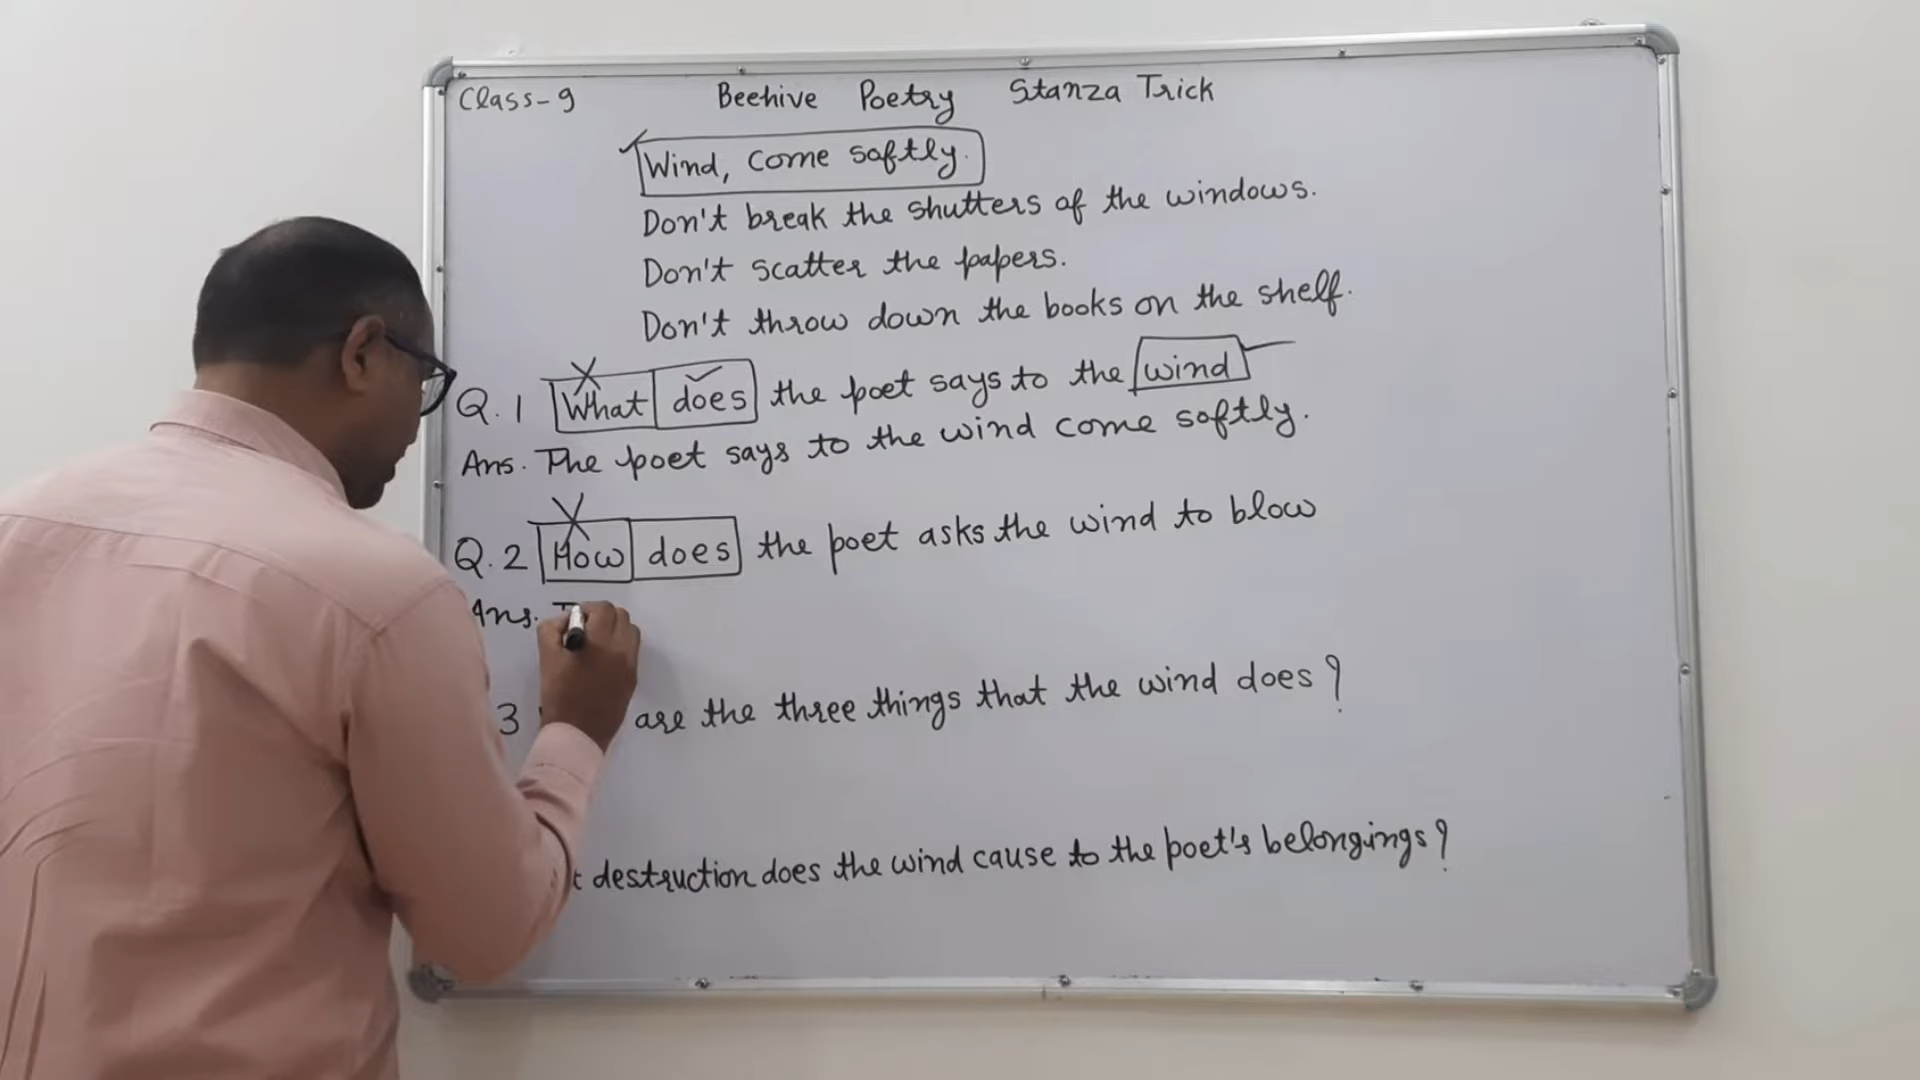 Class-9 Beehive Poetry Stanza Trick
Wind, come softly.
Don't break the shutters of the windows.
Don't scatter the papers.
Don't throw down the books on the shelf.
Q.1 What does the poet says to the wind
Ans. The poet says to the wind come softly.
Q.2 How does the poet asks the wind to blow
Ans. T
3 are the three things that the wind does?
destruction does the wind cause to the poet's belongings?